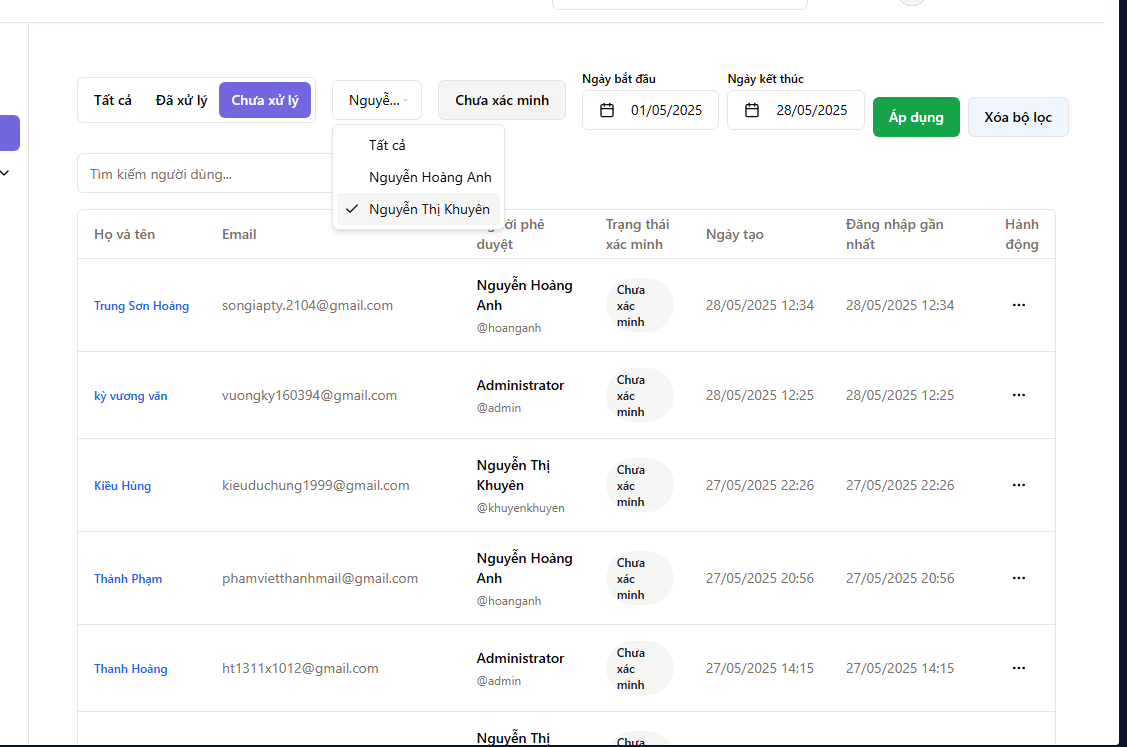 Ngày bắt đầu
Ngày kết thúc
Tất cả
Đã xử lý
Chưa xử lý
Nguyễ...
Chưa xác minh
01/05/2025
28/05/2025
Áp dụng
Xóa bộ lọc
Tất cả
Nguyễn Hoàng Anh
Nguyễn Thị Khuyên
Tìm kiếm người dùng...
Họ và tên
Email
phê
duyệt
Trạng thái
xác minh
Ngày tạo
Đăng nhập gần
nhất
Hành
động
Trung Sơn Hoàng
songiapty.2104@gmail.com
Nguyễn Hoàng
Anh
@hoanganh
Chưa
xác
minh
28/05/2025 12:34
28/05/2025 12:34
kỳ vương văn
vuongky160394@gmail.com
Administrator
@admin
Chưa
xác
minh
28/05/2025 12:25
28/05/2025 12:25
Kiều Hùng
kieuduchung1999@gmail.com
Nguyễn Thị
Khuyên
@khuyenkhuyen
Chưa
xác
minh
27/05/2025 22:26
27/05/2025 22:26
Thành Phạm
phamvietthanhmail@gmail.com
Nguyễn Hoàng
Anh
@hoanganh
Chưa
xác
minh
27/05/2025 20:56
27/05/2025 20:56
Thanh Hoàng
ht1311x1012@gmail.com
Administrator
@admin
Chưa
xác
minh
27/05/2025 14:15
27/05/2025 14:15
Nguyễn Thị
Chưa